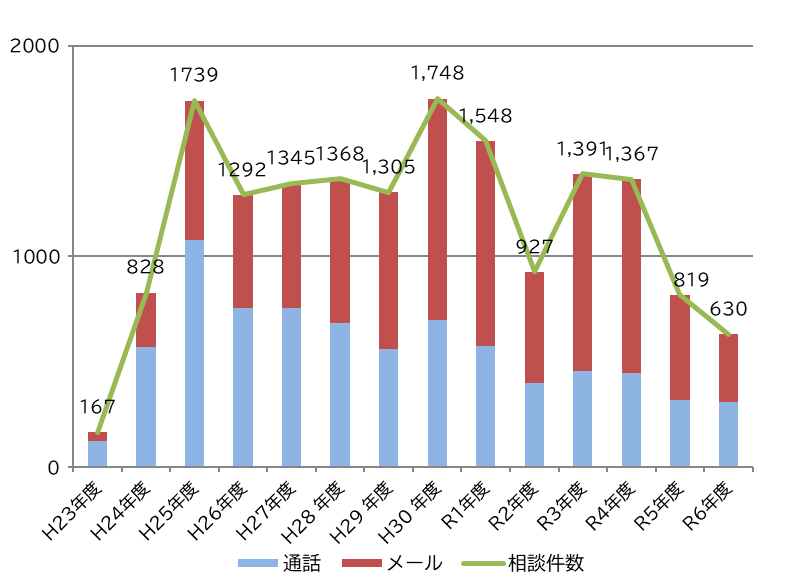 2000
1000
0
167
828
1739
1292
1345
1368
1,305
1,748
1,548
927
1,391
1,367
819
630
H23年度
H24年度
H25年度
H26年度
H27年度
H28 年度
H29 年度
H30 年度
R1年度
R2年度
R3年度
R4年度
R5年度
R6年度
通話 メール 相談件数